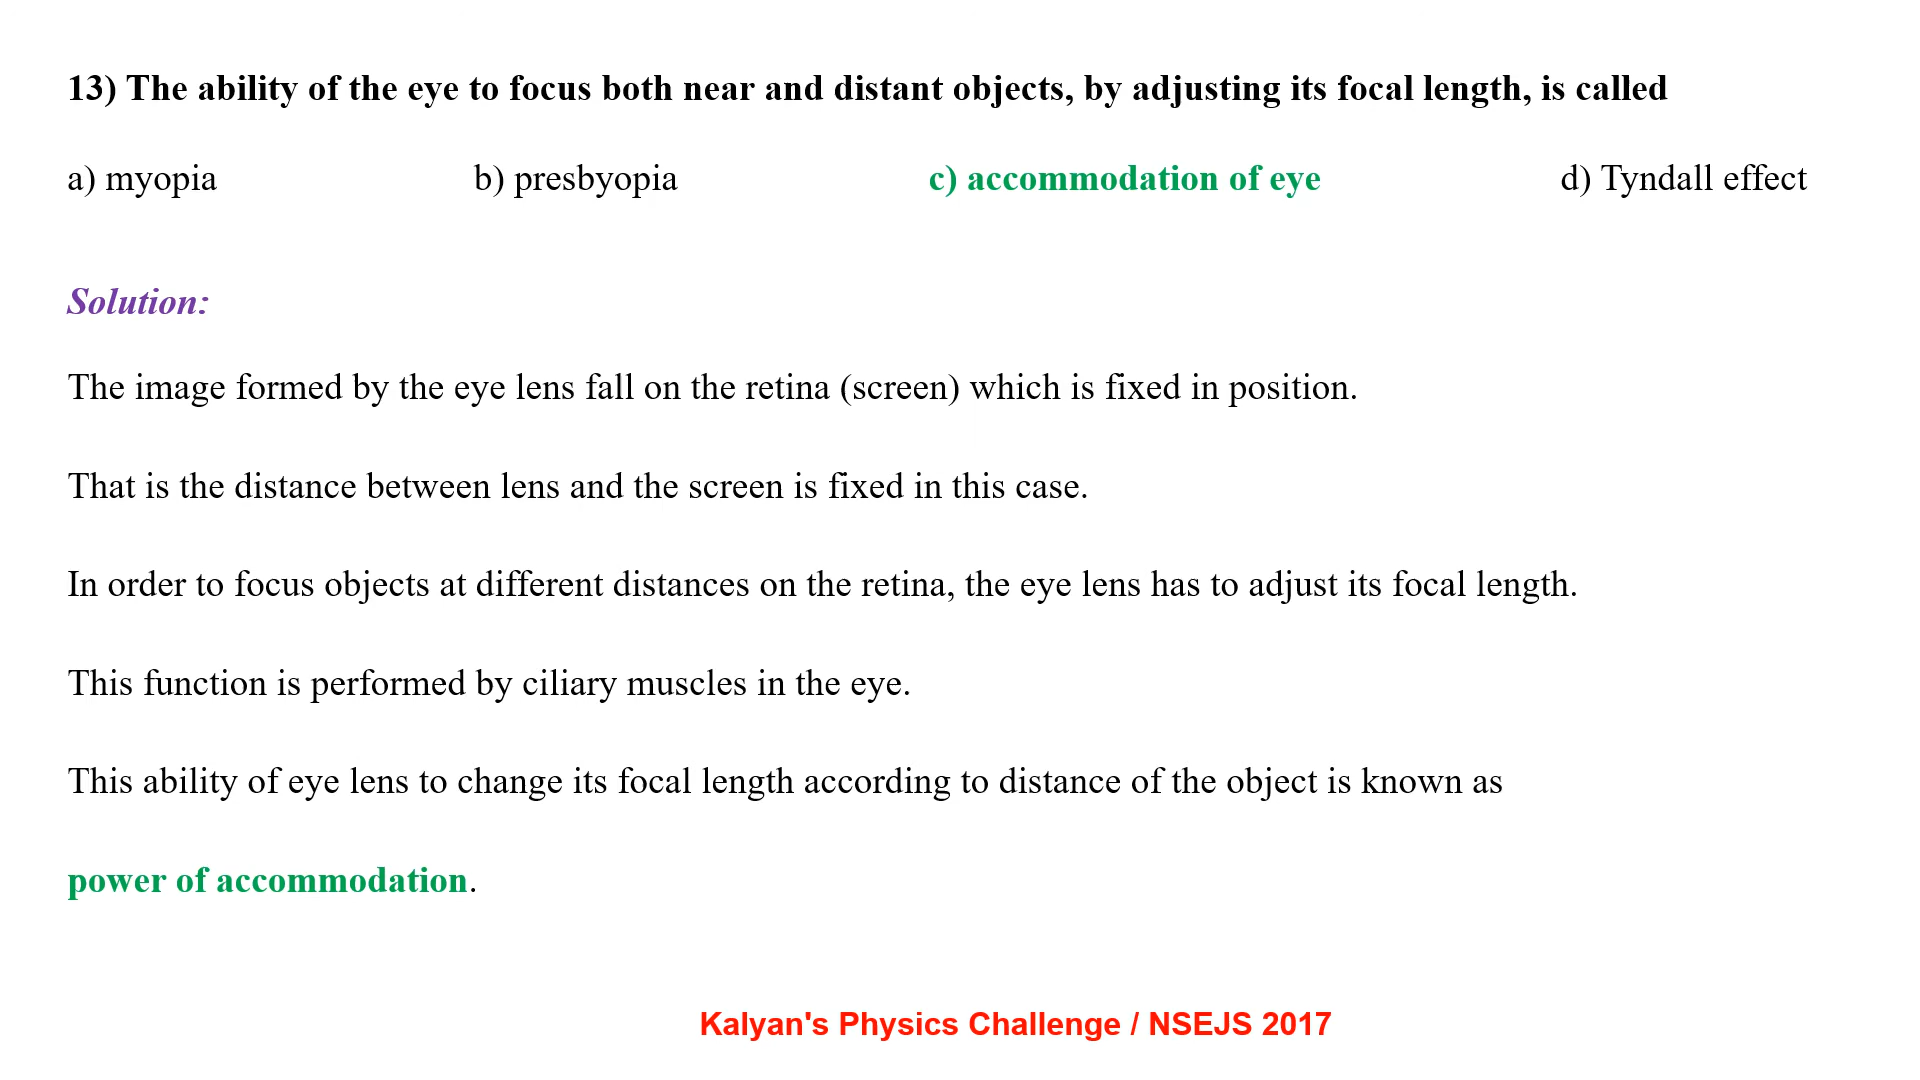 13) The ability of the eye to focus both near and distant objects, by adjusting its focal length, is called
a) myopia b) presbyopia c) accommodation of eye d) Tyndall effect
Solution:
The image formed by the eye lens fall on the retina (screen) which is fixed in position.
That is the distance between lens and the screen is fixed in this case.
In order to focus objects at different distances on the retina, the eye lens has to adjust its focal length.
This function is performed by ciliary muscles in the eye.
This ability of eye lens to change its focal length according to distance of the object is known as
power of accommodation.
Kalyan's Physics Challenge / NSEJS 2017